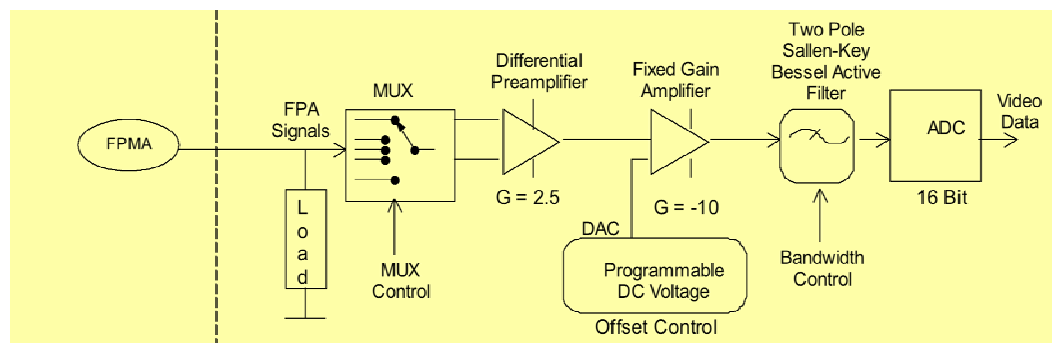 FPMA
FPA
Signals
L
o
a
d
MUX
MUX
Control
Differential
Preamplifier
G = 2.5
Fixed Gain
Amplifier
G = -10
DAC
Programmable
DC Voltage
Offset Control
Two Pole
Sallen-Key
Bessel Active
Filter
Bandwidth
Control
ADC
16 Bit
Video
Data